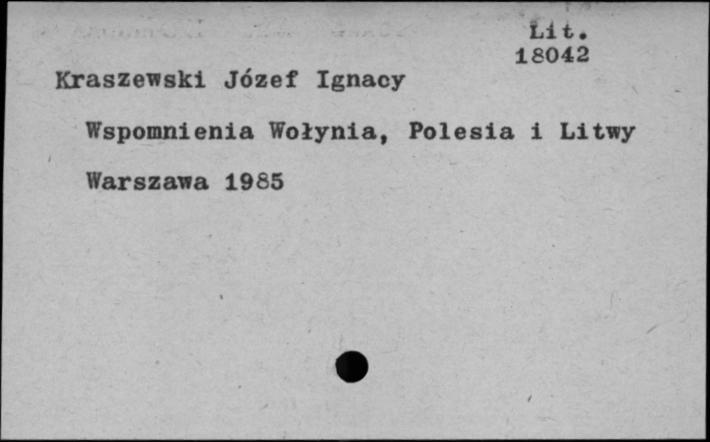 Lit.
18042
Kraszewski Józef Ignacy
Wspomnienia Wołynia, Polesia i Litwy
Warszawa 1985